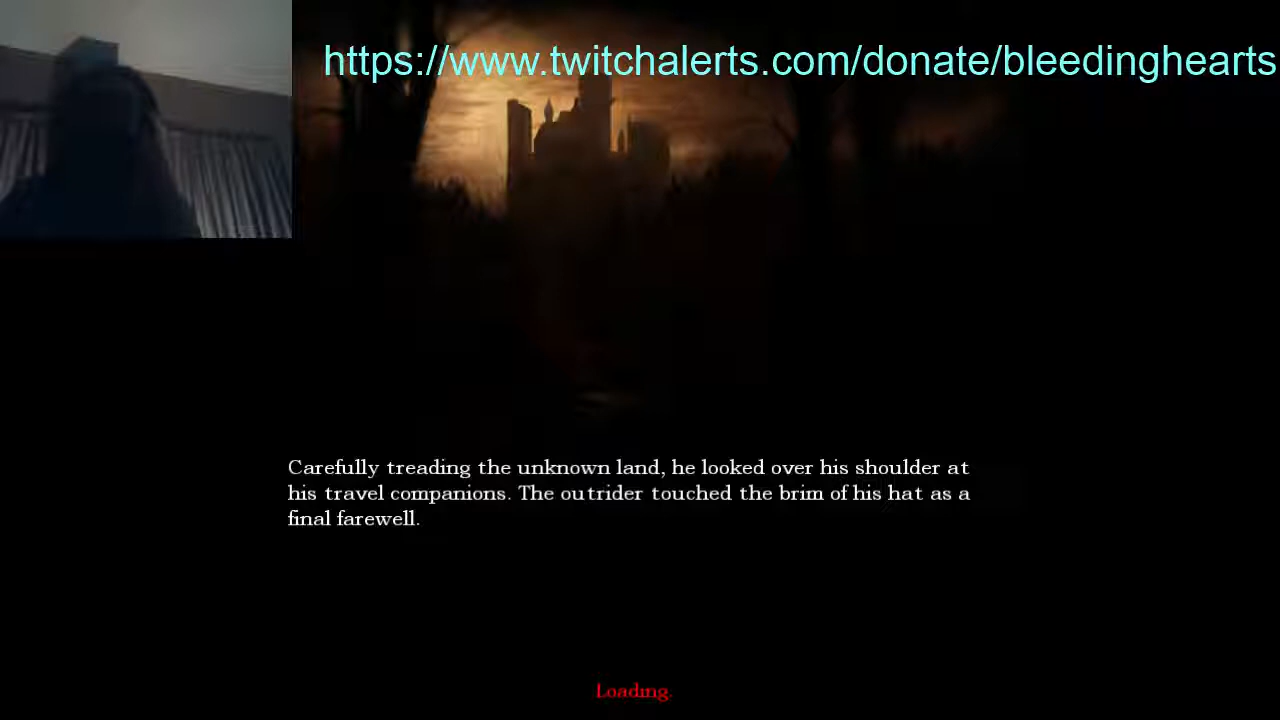 https://www.twitchalerts.com/donate/bleedinghearts
Carefully treading the unknown land, he looked over his shoulder at
his travel companions. The outrider touched the brim of his hat as a
final farewell.
Loading.